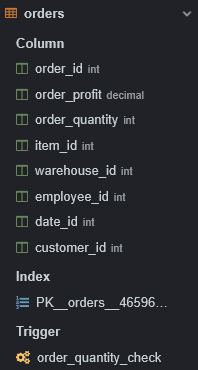 orders
Column
order_id int
order_profit decimal
order_quantity int
item_id int
warehouse_id int
employee_id int
date_id int
customer_id int
Index
PK__orders__46596...
Trigger
order_quantity_check